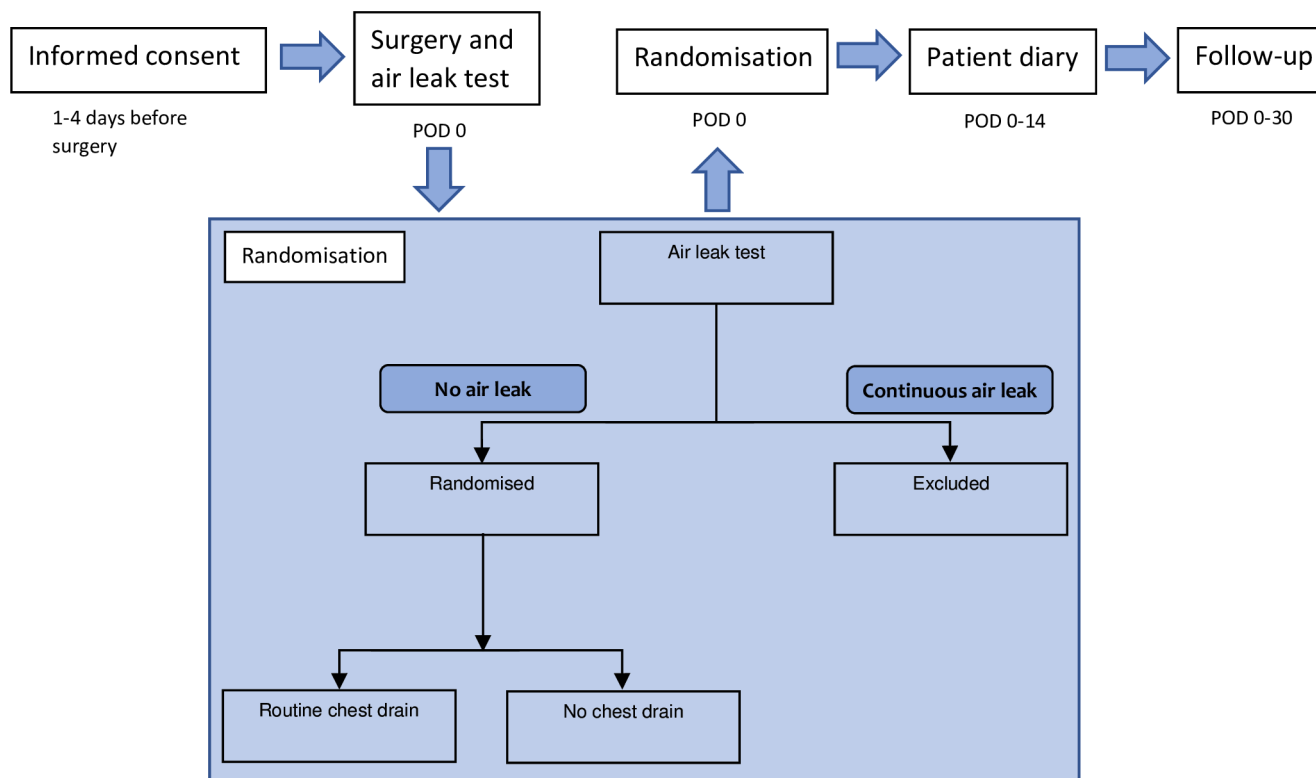 Informed consent
1-4 days before
surgery
Surgery and
air leak test
POD 0
Randomisation
POD 0
Patient diary
POD 0-14
Follow-up
POD 0-30
Randomisation
Air leak test
No air leak
Continuous air leak
Randomised
Excluded
Routine chest drain
No chest drain